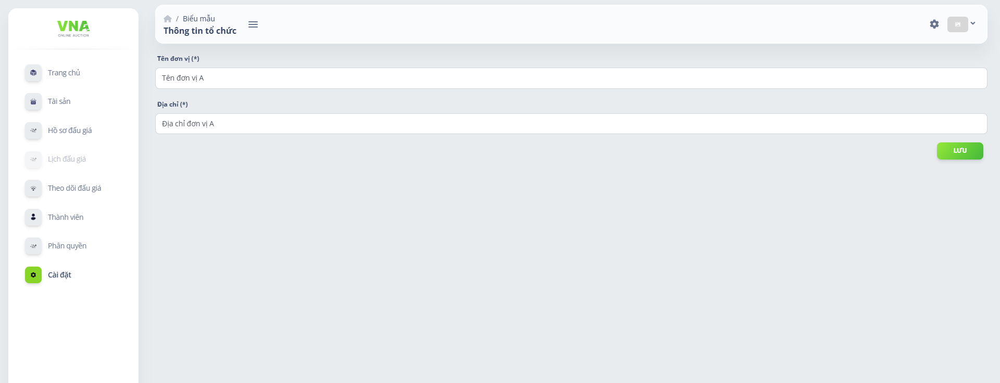 VNA
ONLINE AUCTION
Trang chủ
Tài sản
Hồ sơ đấu giá
Lịch đấu giá
Theo dõi đấu giá
Thành viên
Phân quyền
Cài đặt
/ Biểu mẫu
Thông tin tổ chức
Tên đơn vị (*)
Tên đơn vị A
Địa chỉ (*)
Địa chỉ đơn vị A
LƯU